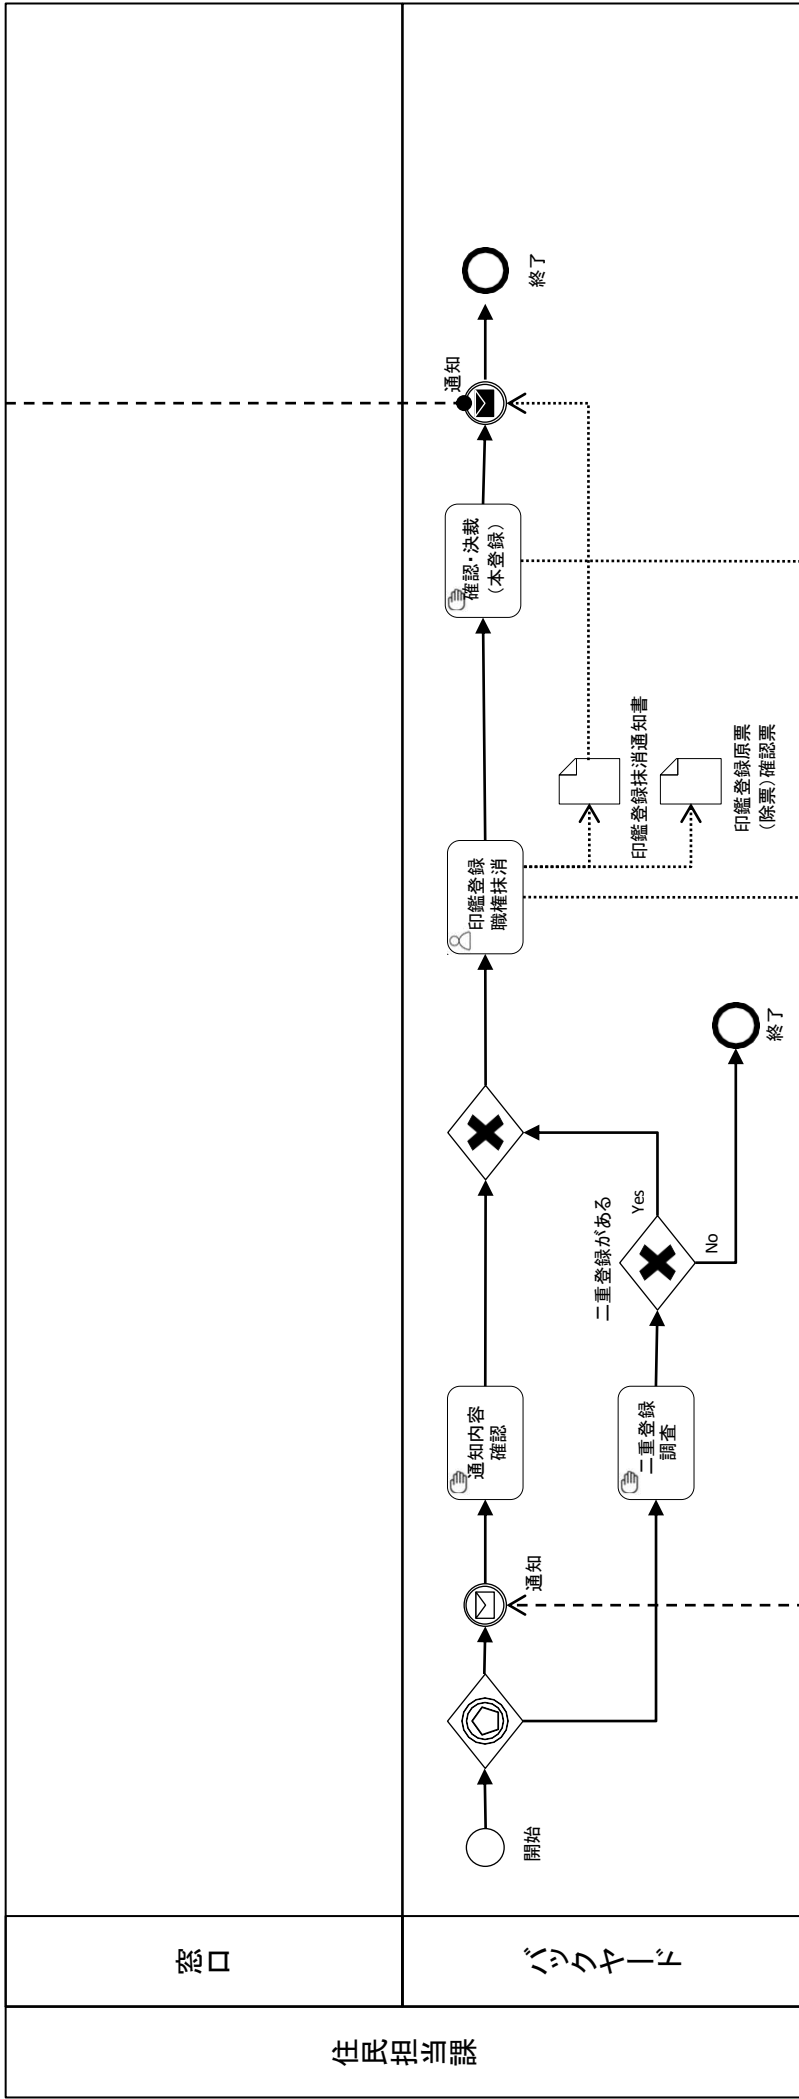 住民担当課
窓口
バックヤード
開始
通知
通知内容
確認
二重登録
調査
二重登録がある
Yes
No
終了
印鑑登録
職権抹消
印鑑登録抹消通知書
印鑑登録原票
（除票）確認票
確認・決裁
（本登録）
通知
終了